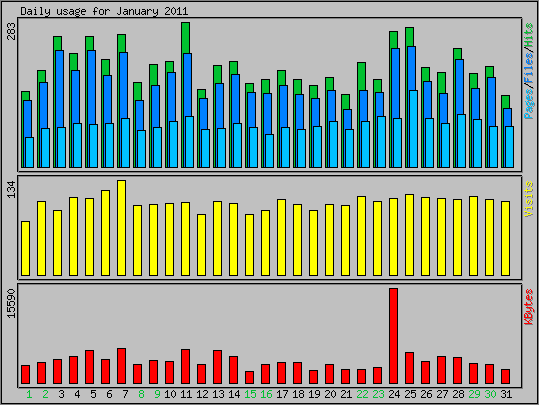 Daily usage for January 2011
283
Pages/Files/Hits
134
Visits
15590
KBytes
1 2 3 4 5 6 7 8 9 10 11 12 13 14 15 16 17 18 19 20 21 22 23 24 25 26 27 28 29 30 31